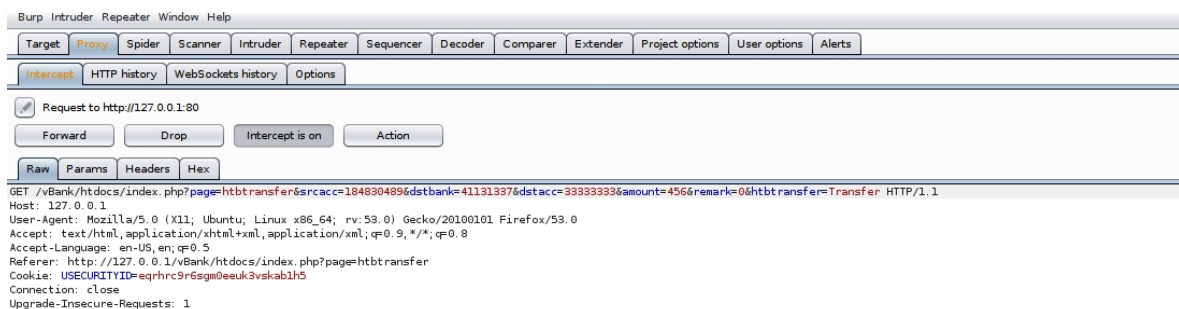 Burp Intruder Repeater Window Help
Target Proxy Spider Scanner Intruder Repeater Sequencer Decoder Comparer Extender Project options User options Alerts
Intercept HTTP history WebSockets history Options
Request to http://127.0.0.1:80
Forward Drop Intercept is on Action
Raw Params Headers Hex
GET /vBank/htdocs/index.php?page=htbtransfer&srcacc=184830489&dstbank=41131337&dstacc=33333333&amount=456&remark=0&htbtransfer=Transfer HTTP/1.1
Host: 127.0.0.1
User-Agent: Mozilla/5.0 (X11; Ubuntu; Linux x86_64; rv:53.0) Gecko/20100101 Firefox/53.0
Accept: text/html,application/xhtml+xml,application/xml;q=0.9,*/*;q=0.8
Accept-Language: en-US,en;q=0.5
Referer: http://127.0.0.1/vBank/htdocs/index.php?page=htbtransfer
Cookie: USECURITYID=eqrhrc9r6sgm0eeuk3vskab1h5
Connection: close
Upgrade-Insecure-Requests: 1